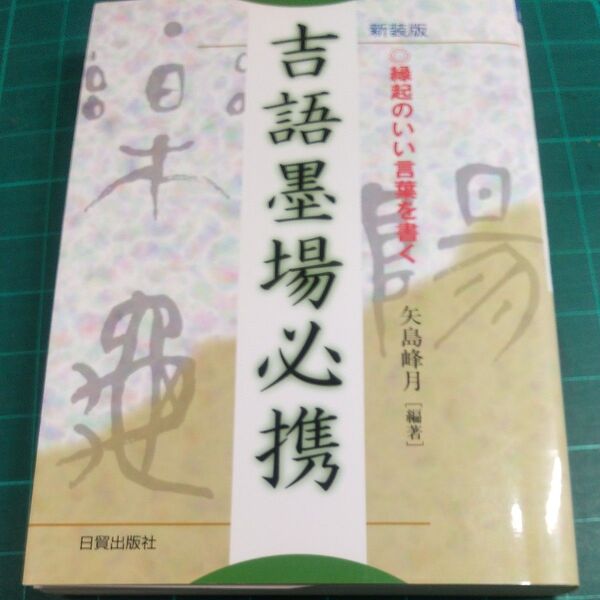 新装版
◎縁起のいい言葉を書く
吉語墨場必携
矢島峰月[編著]
日貿出版社